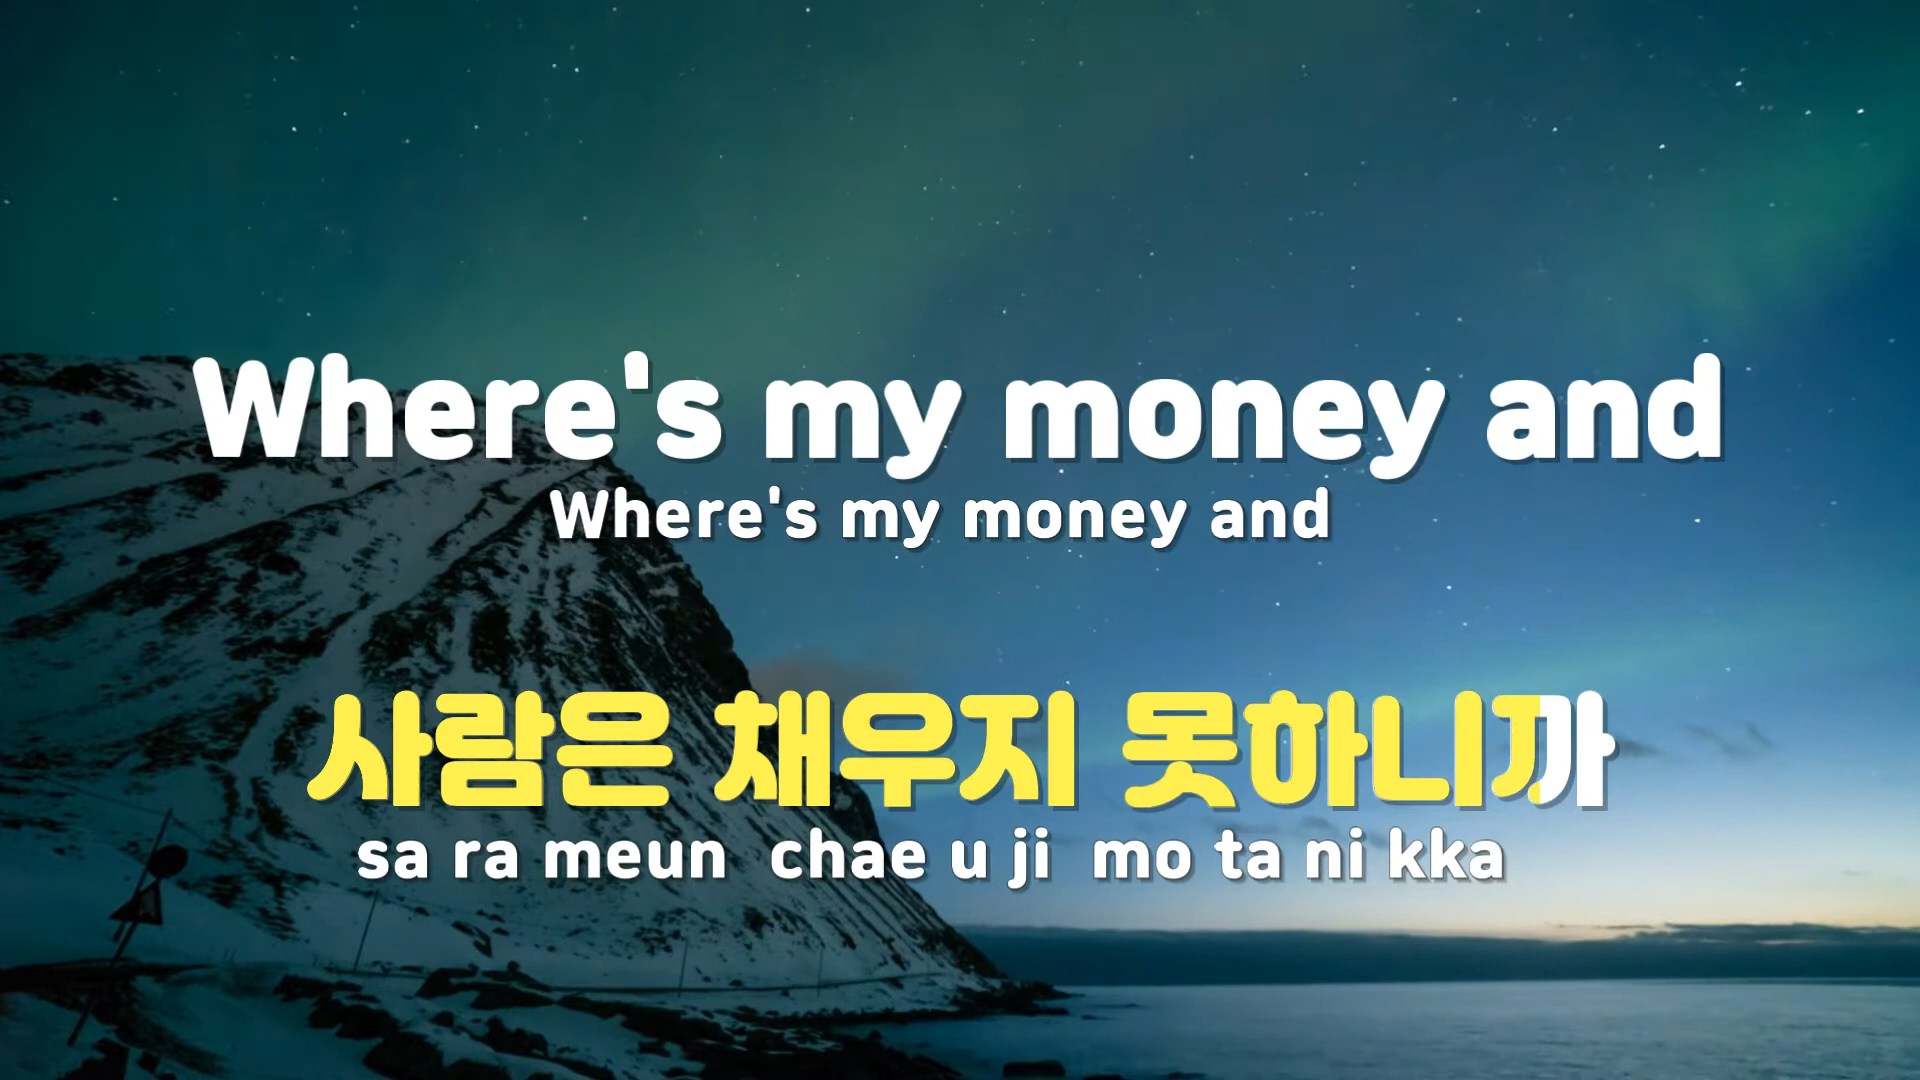 Where's my money and
Where's my money and
사람은 채우지 못하니까
sa ra meun chae u ji mo ta ni kka